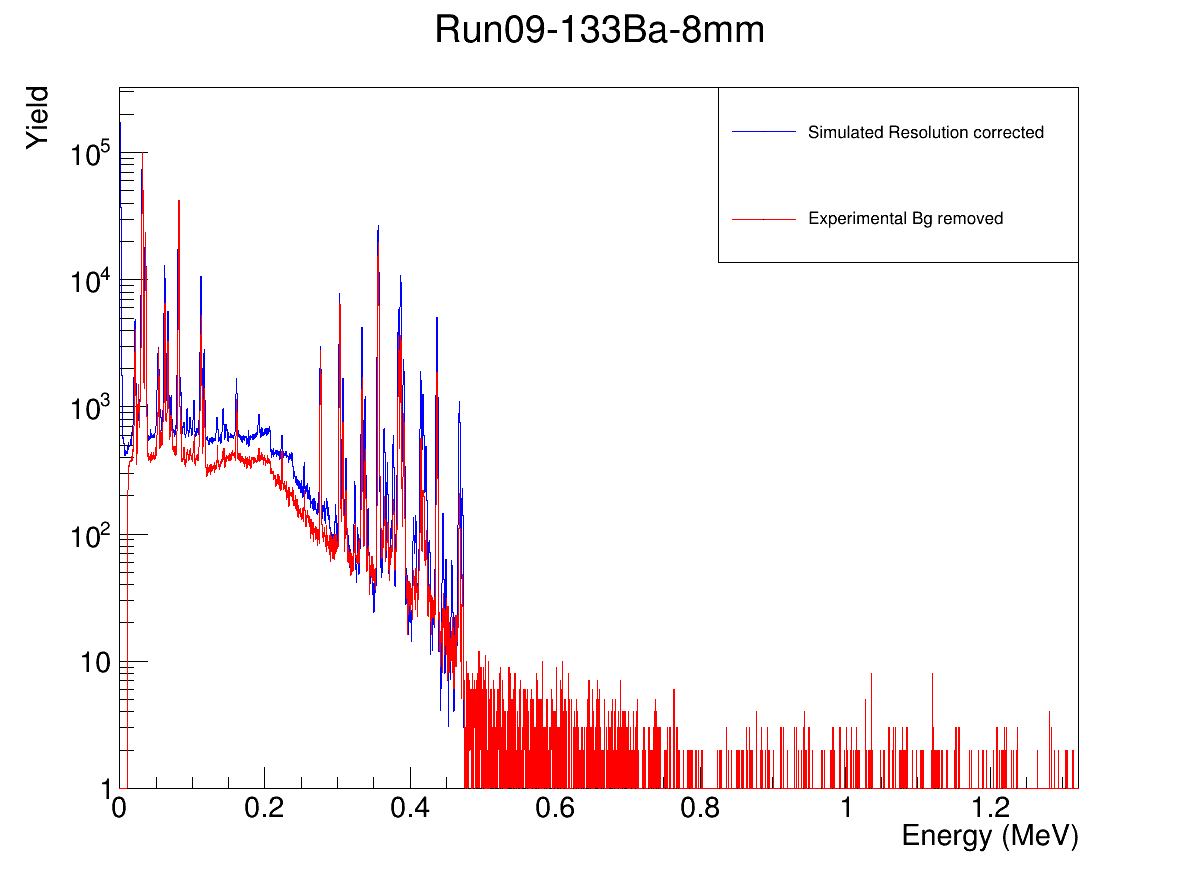 Run09-133Ba-8mm
Yield
Simulated Resolution corrected
Experimental Bg removed
10^5
10^4
10^3
10^2
10
1
0 0.2 0.4 0.6 0.8 1 1.2
Energy (MeV)